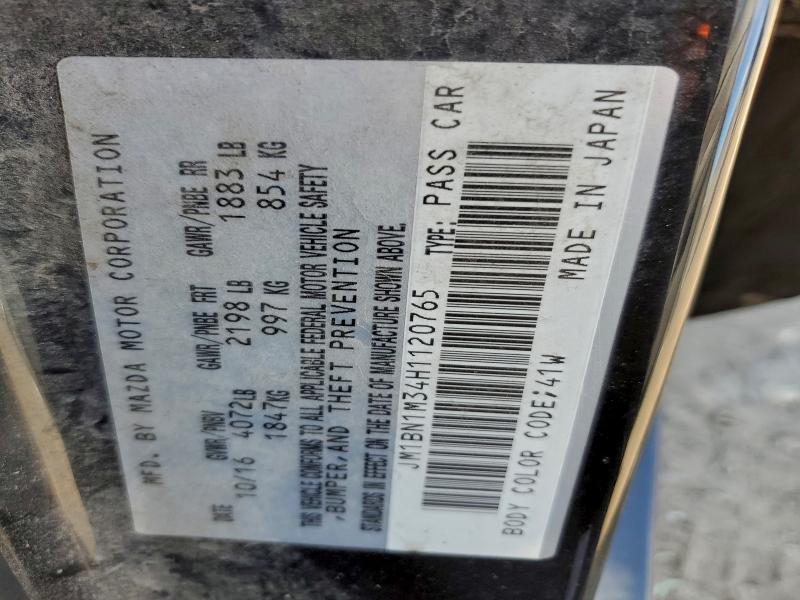 MFD. BY MAZDA MOTOR CORPORATION
DATE GVWR/PNBV GAWR/PNBE FRT GAWR/PNBE RR
10/16 4072LB 2198 LB 1883 LB
1847KG 997 KG 854 KG
THIS VEHICLE CONFORMS TO ALL APPLICABLE FEDERAL MOTOR VEHICLE SAFETY
,BUMPER,AND THEFT PREVENTION
STANDARDS IN EFFECT ON THE DATE OF MANUFACTURE SHOWN ABOVE.
JM1BN1M34H1120765 TYPE: PASS CAR
BODY COLOR CODE;41W MADE IN JAPAN